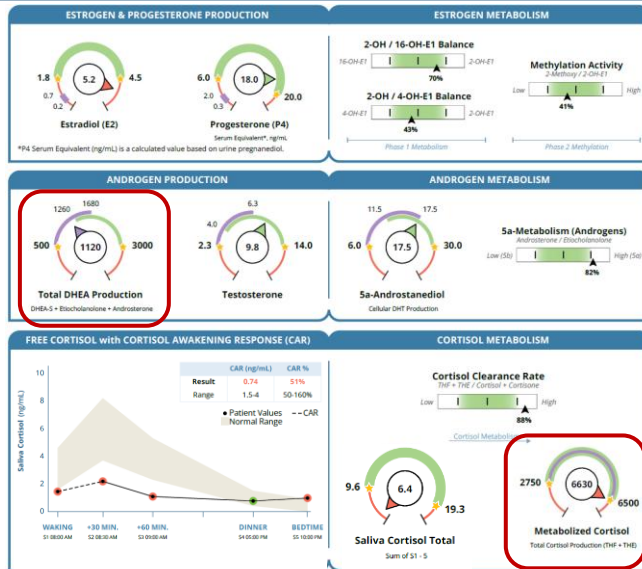 ESTROGEN & PROGESTERONE PRODUCTION
1.8
5.2
4.5
0.7
0.2
Estradiol (E2)
6.0
18.0
20.0
2.0
0.3
Progesterone (P4)
Serum Equivalent*, ng/mL
*P4 Serum Equivalent (ng/mL) is a calculated value based on urine pregnanediol.
ESTROGEN METABOLISM
2-OH / 16-OH-E1 Balance
16-OH-E1
2-OH-E1
70%
2-OH / 4-OH-E1 Balance
4-OH-E1
2-OH-E1
43%
Phase 1 Metabolism
Methylation Activity
2-Methoxy / 2-OH-E1
Low
High
41%
Phase 2 Methylation
ANDROGEN PRODUCTION
1260
1680
500
1120
3000
Total DHEA Production
DHEA-S + Etiocholanolone + Androsterone
6.3
4.0
2.3
9.8
14.0
Testosterone
ANDROGEN METABOLISM
11.5
17.5
6.0
17.5
30.0
5a-Androstanediol
Cellular DHT Production
5a-Metabolism (Androgens)
Androsterone / Etiocholanolone
Low (5b)
High (5a)
82%
FREE CORTISOL with CORTISOL AWAKENING RESPONSE (CAR)
CAR (ng/mL) CAR %
Result 0.74 51%
Range 1.5-4 50-160%
Patient Values --CAR
Normal Range
Saliva Cortisol (ng/mL)
10
8
6
4
2
0
WAKING +30 MIN. +60 MIN. DINNER BEDTIME
S1 08:00 AM S2 08:30 AM S3 09:00 AM S4 05:00 PM S5 10:00 PM
CORTISOL METABOLISM
Cortisol Clearance Rate
THF + THE / Cortisol + Cortisone
Low
High
88%
Cortisol Metabolism
9.6
6.4
19.3
Saliva Cortisol Total
Sum of S1 - 5
2750
6630
6500
Metabolized Cortisol
Total Cortisol Production (THF + THE)